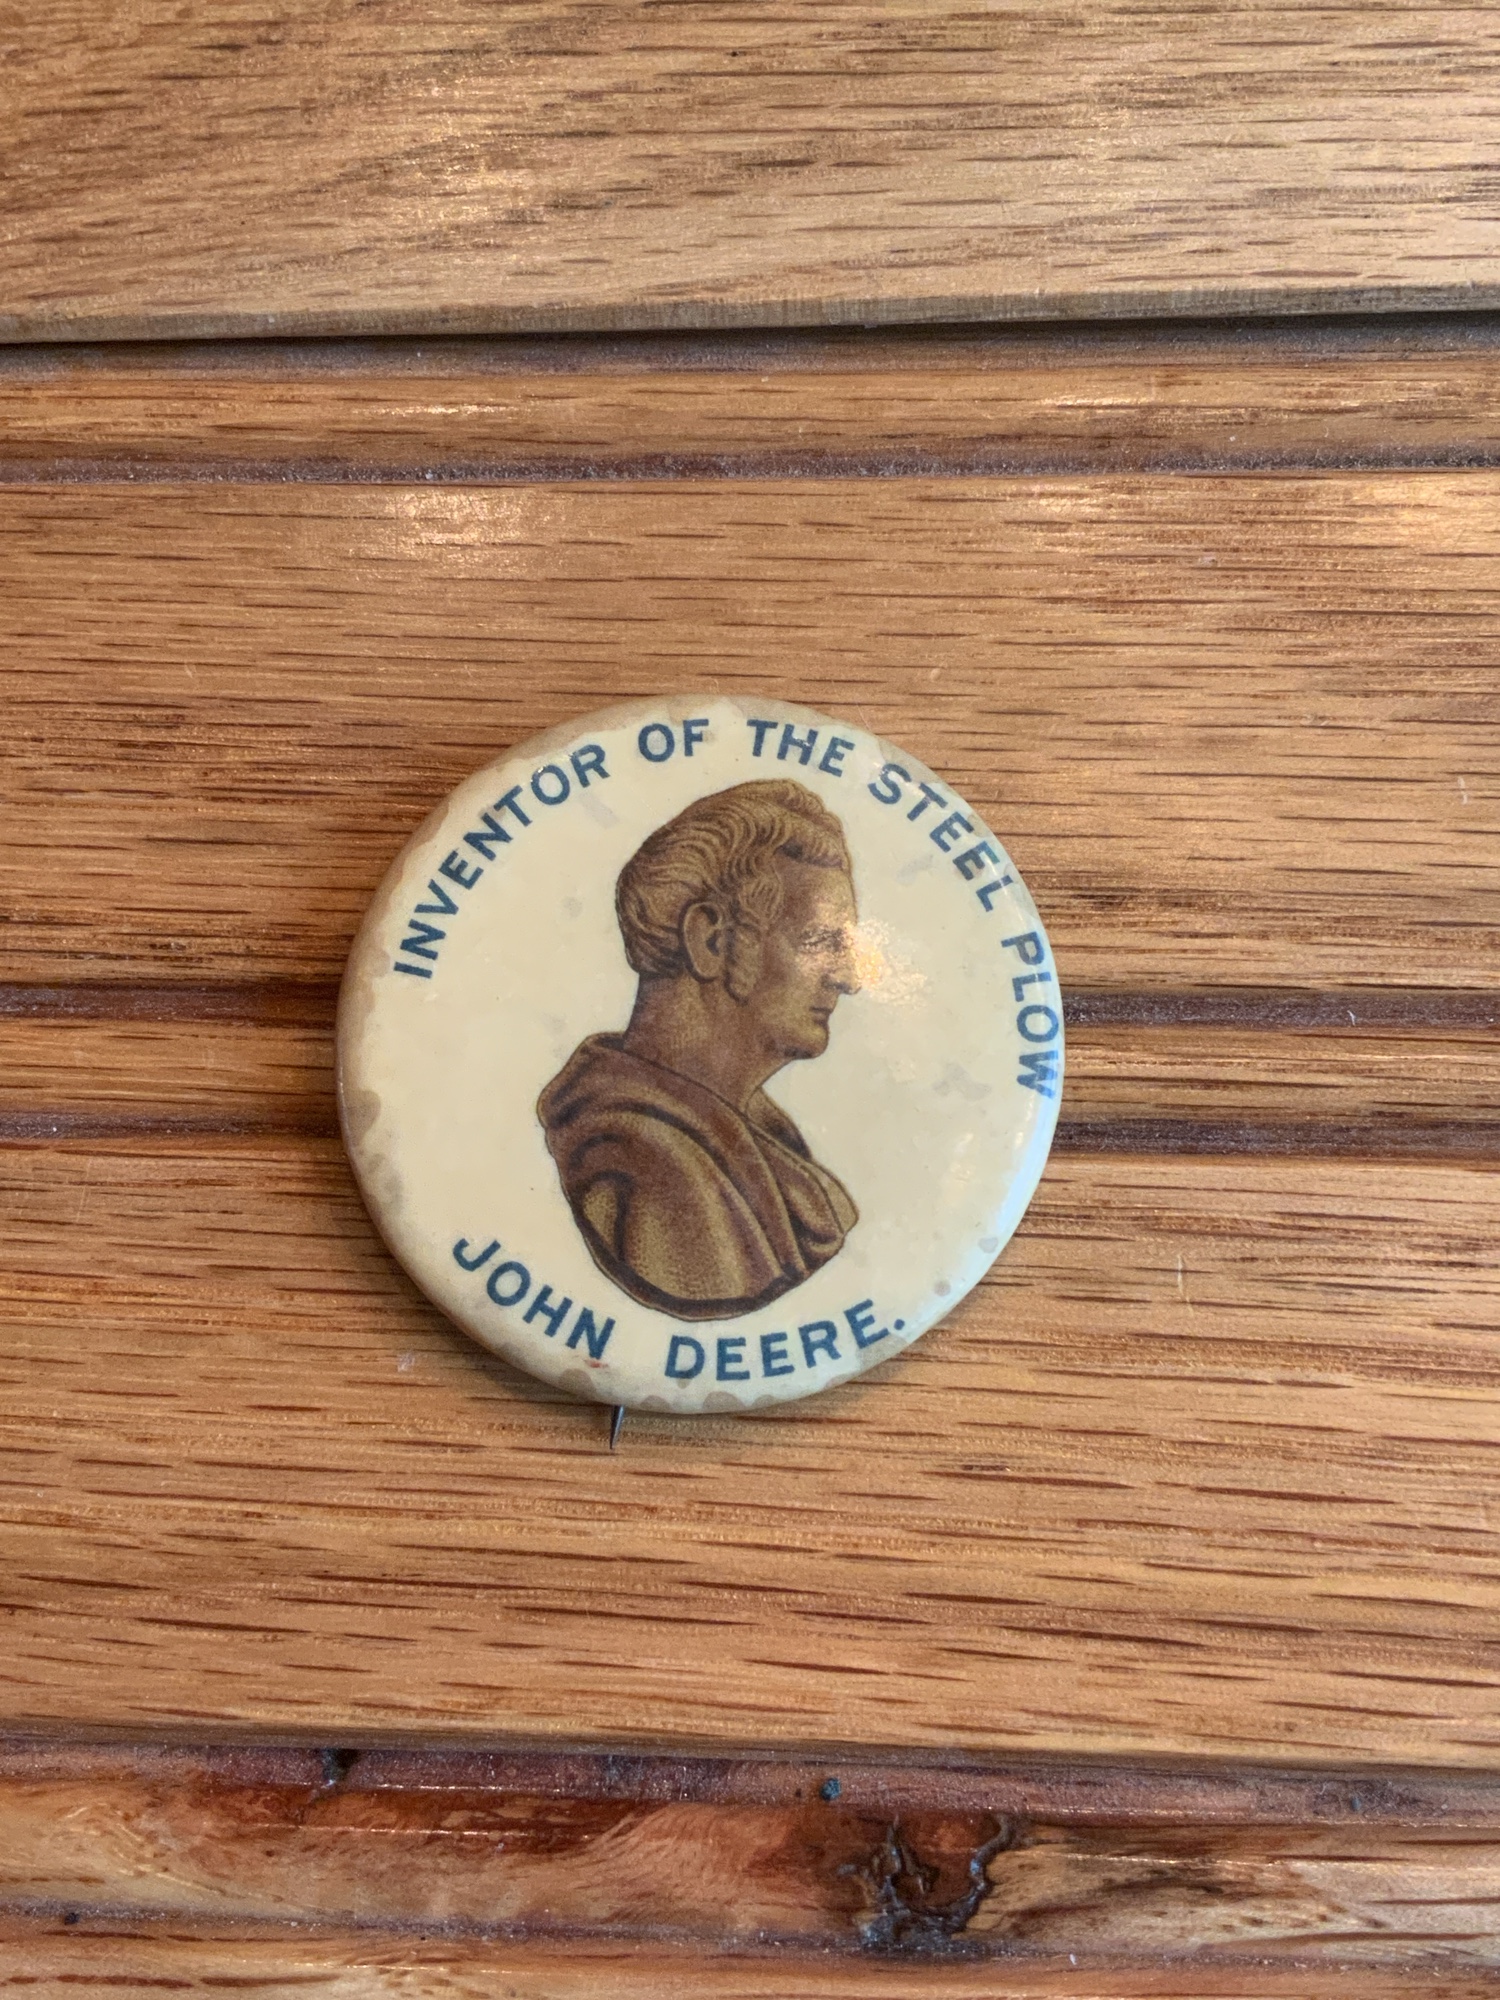 INVENTOR OF THE STEEL PLOW
JOHN DEERE.